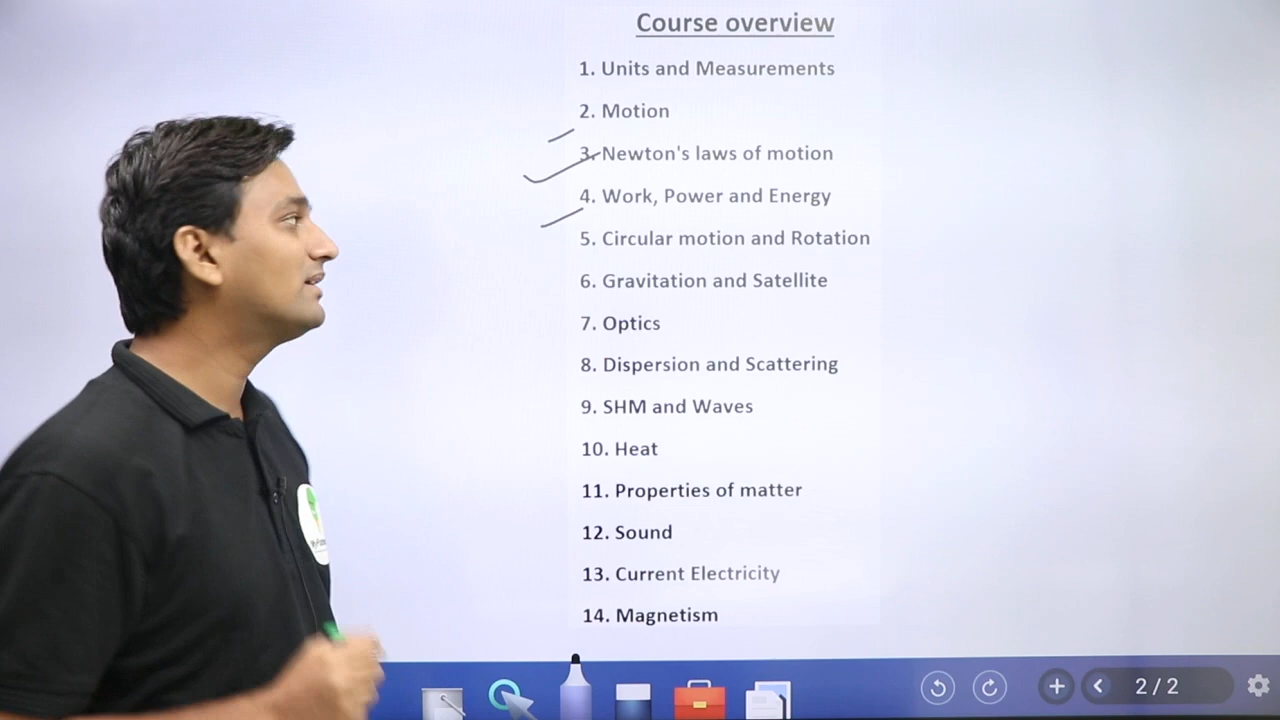 Course overview
1. Units and Measurements
2. Motion
3. Newton's laws of motion
4. Work, Power and Energy
5. Circular motion and Rotation
6. Gravitation and Satellite
7. Optics
8. Dispersion and Scattering
9. SHM and Waves
10. Heat
11. Properties of matter
12. Sound
13. Current Electricity
14. Magnetism
2 / 2